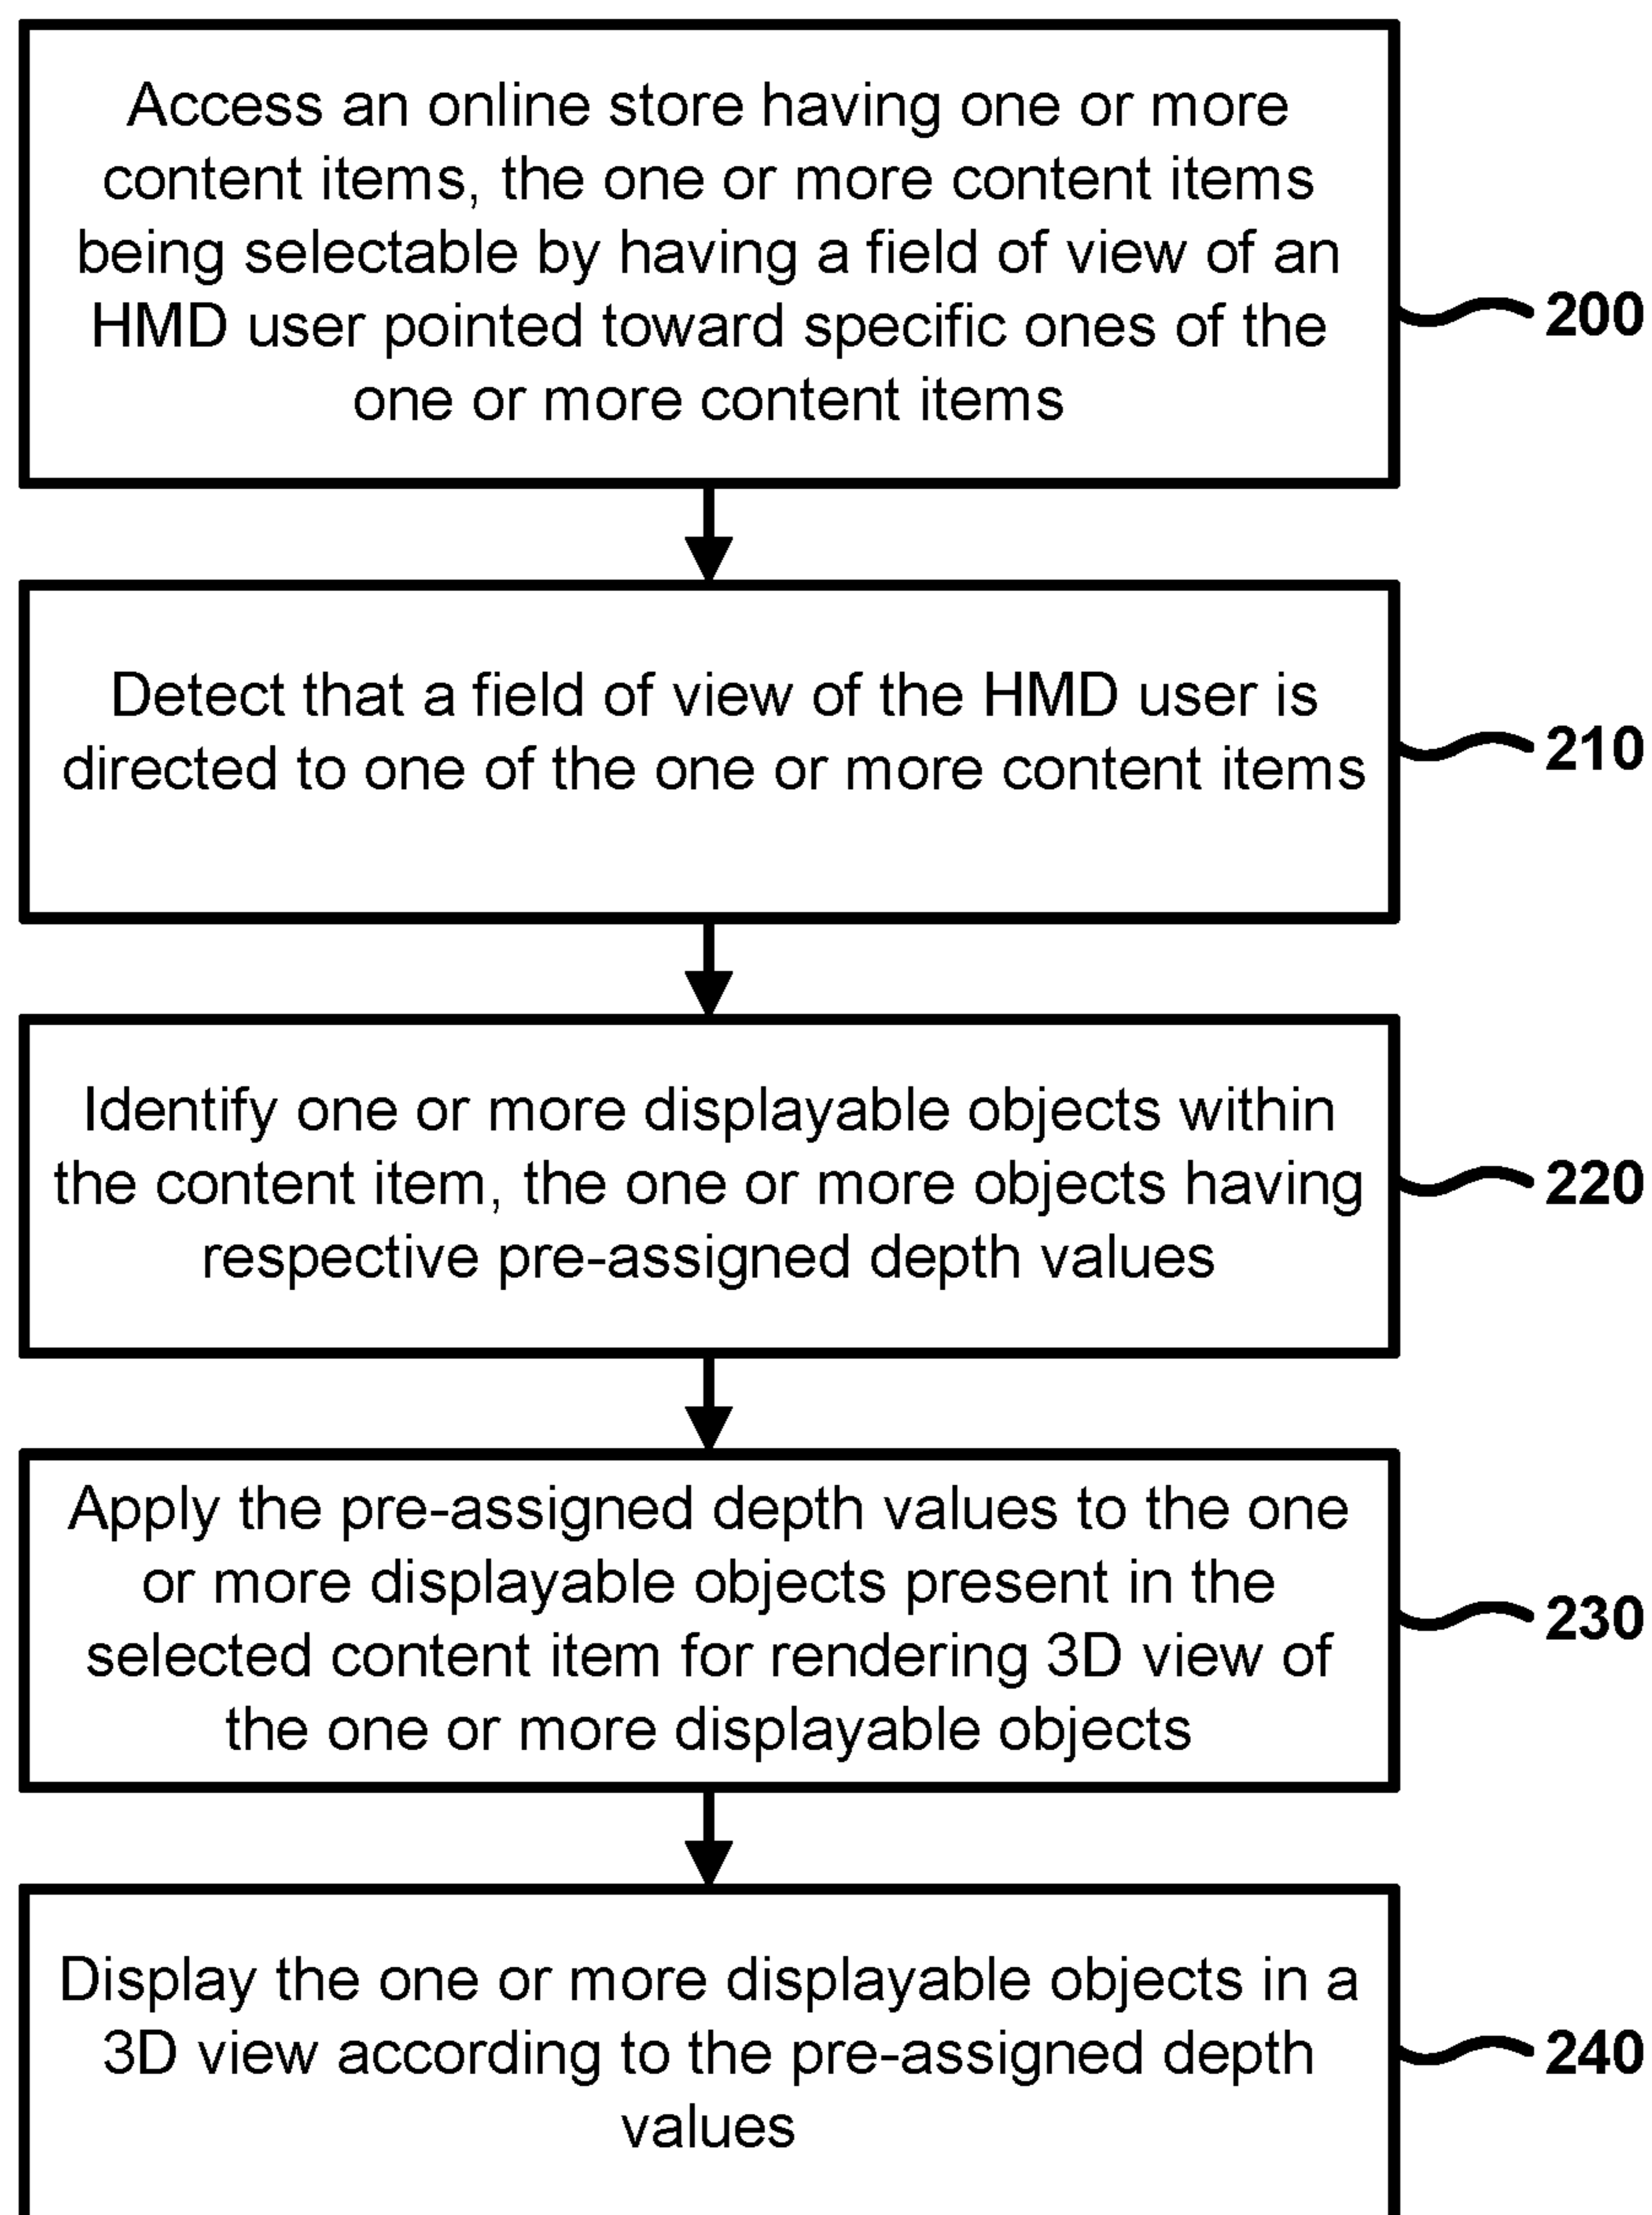 Access an online store having one or more
content items, the one or more content items
being selectable by having a field of view of an
HMD user pointed toward specific ones of the
one or more content items
200
Detect that a field of view of the HMD user is
directed to one of the one or more content items
210
Identify one or more displayable objects within
the content item, the one or more objects having
respective pre-assigned depth values
220
Apply the pre-assigned depth values to the one
or more displayable objects present in the
selected content item for rendering 3D view of
the one or more displayable objects
230
Display the one or more displayable objects in a
3D view according to the pre-assigned depth
values
240